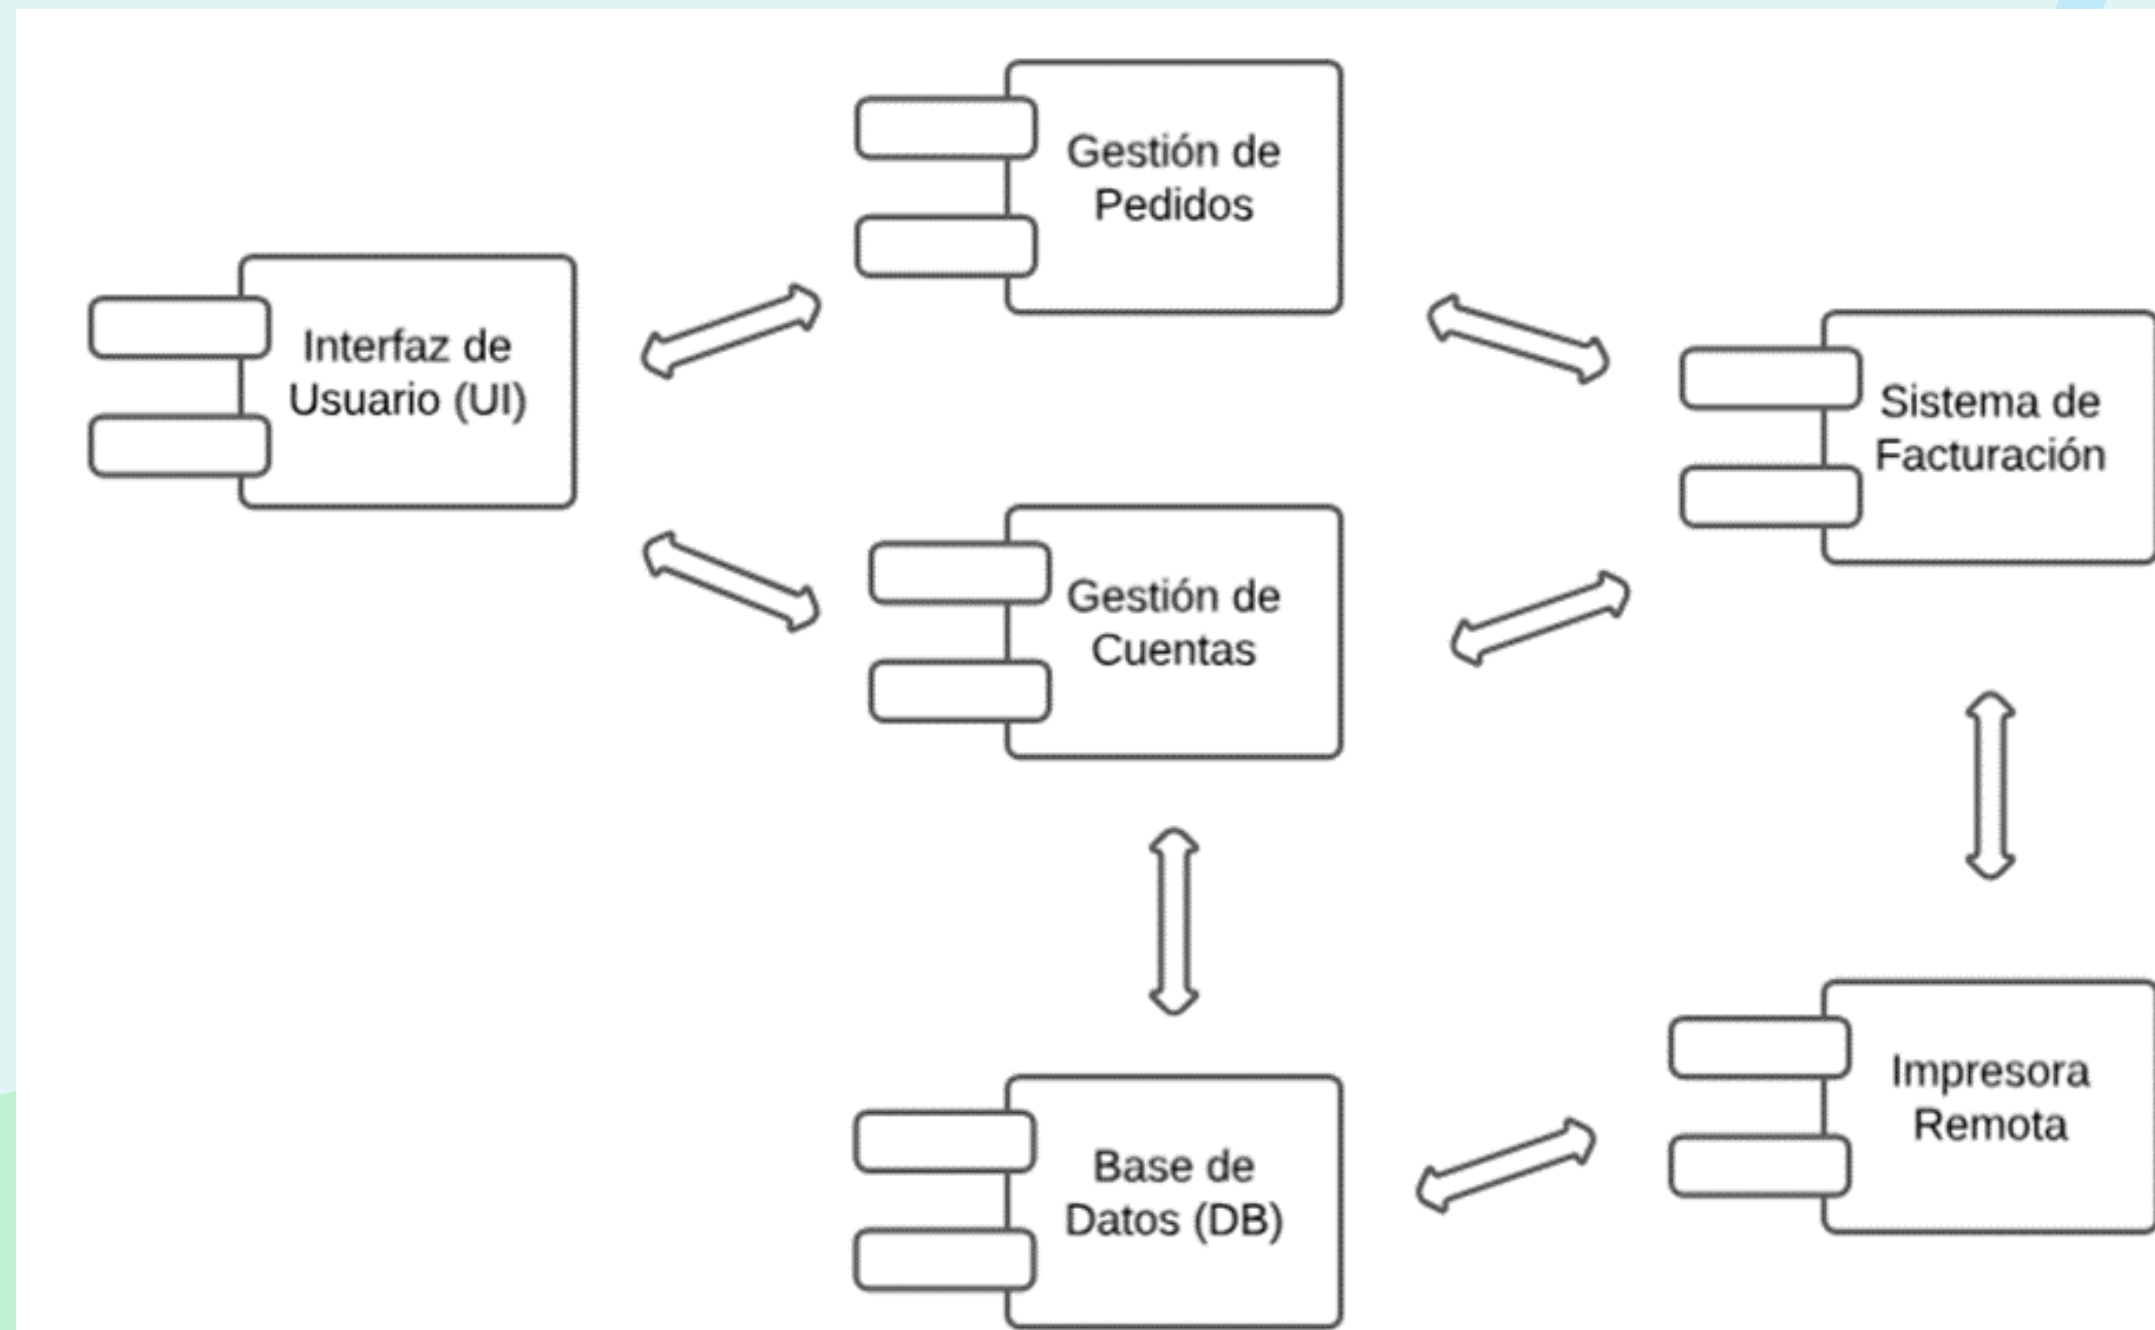 Gestión de
Pedidos
Interfaz de
Usuario (UI)
Sistema de
Facturación
Gestión de
Cuentas
Impresora
Remota
Base de
Datos (DB)